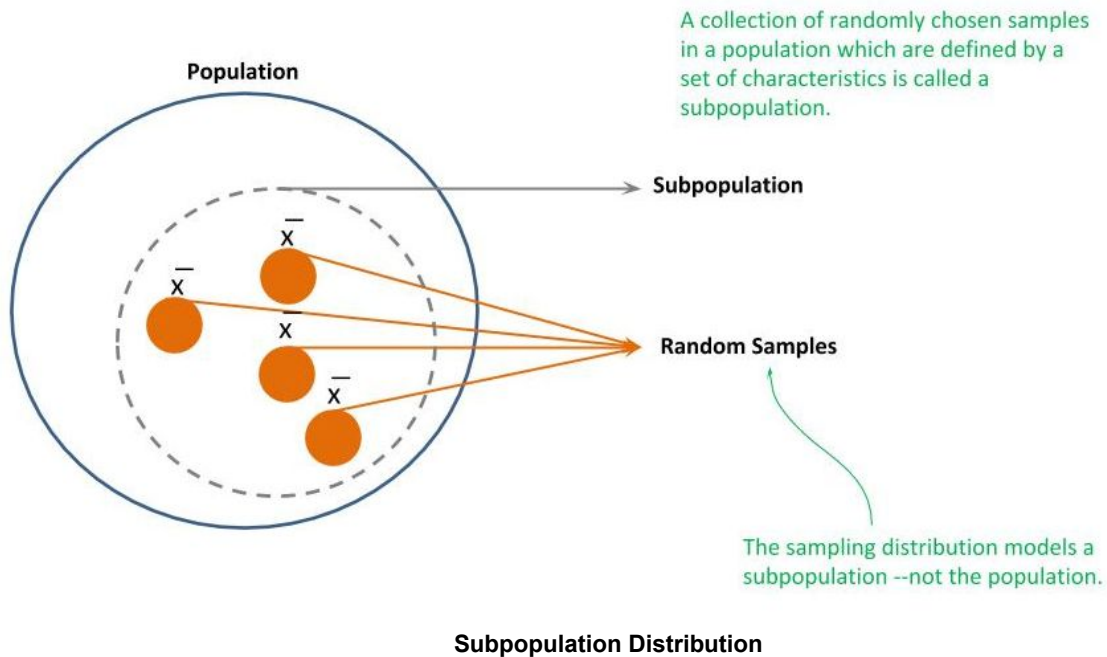 A collection of randomly chosen samples
in a population which are defined by a
set of characteristics is called a
subpopulation.
Population
Subpopulation
x̄
x̄
x̄
x̄
Random Samples
The sampling distribution models a
subpopulation --not the population.
Subpopulation Distribution